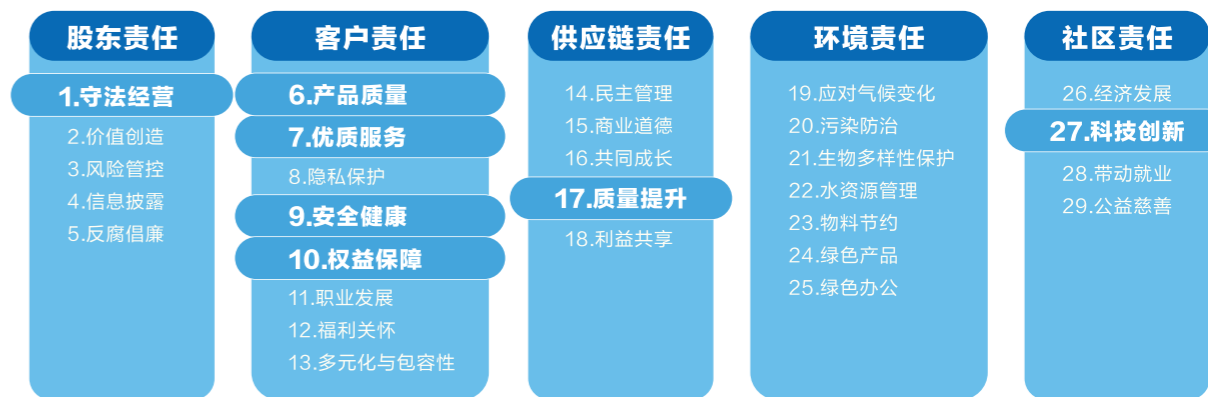 股东责任
1.守法经营
2.价值创造
3.风险管控
4.信息披露
5.反腐倡廉
客户责任
6.产品质量
7.优质服务
8.隐私保护
9.安全健康
10.权益保障
11.职业发展
12.福利关怀
13.多元化与包容性
供应链责任
14.民主管理
15.商业道德
16.共同成长
17.质量提升
18.利益共享
环境责任
19.应对气候变化
20.污染防治
21.生物多样性保护
22.水资源管理
23.物料节约
24.绿色产品
25.绿色办公
社区责任
26.经济发展
27.科技创新
28.带动就业
29.公益慈善